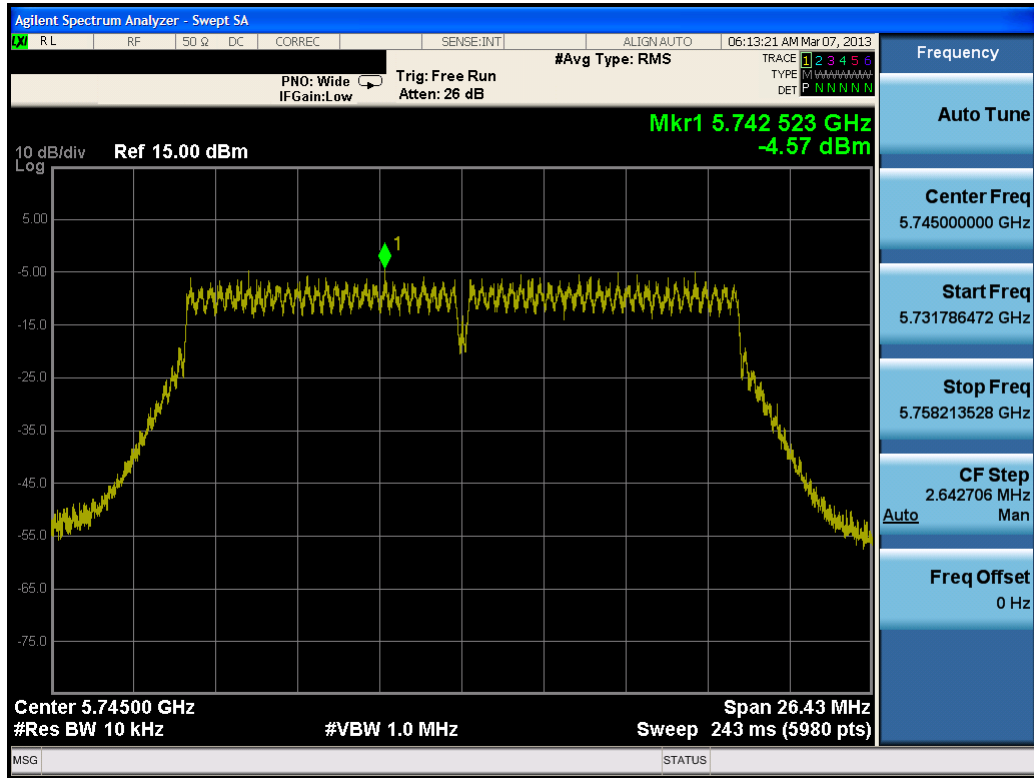 Agilent Spectrum Analyzer - Swept SA
LXI RL RF 50 Ω DC CORREC SENSE:INT ALIGN AUTO 06:13:21 AM Mar 07, 2013
#Avg Type: RMS TRACE 1 2 3 4 5 6
PNO: Wide Trig: Free Run TYPE M W W W W W
IFGain:Low Atten: 26 dB DET P N N N N N
Mkr1 5.742 523 GHz
-4.57 dBm
10 dB/div Ref 15.00 dBm
Log
5.00
1
-5.00
-15.0
-25.0
-35.0
-45.0
-55.0
-65.0
-75.0
Center 5.74500 GHz Span 26.43 MHz
#Res BW 10 kHz #VBW 1.0 MHz Sweep 243 ms (5980 pts)
MSG STATUS
Frequency
Auto Tune
Center Freq
5.745000000 GHz
Start Freq
5.731786472 GHz
Stop Freq
5.758213528 GHz
CF Step
2.642706 MHz
Auto Man
Freq Offset
0 Hz